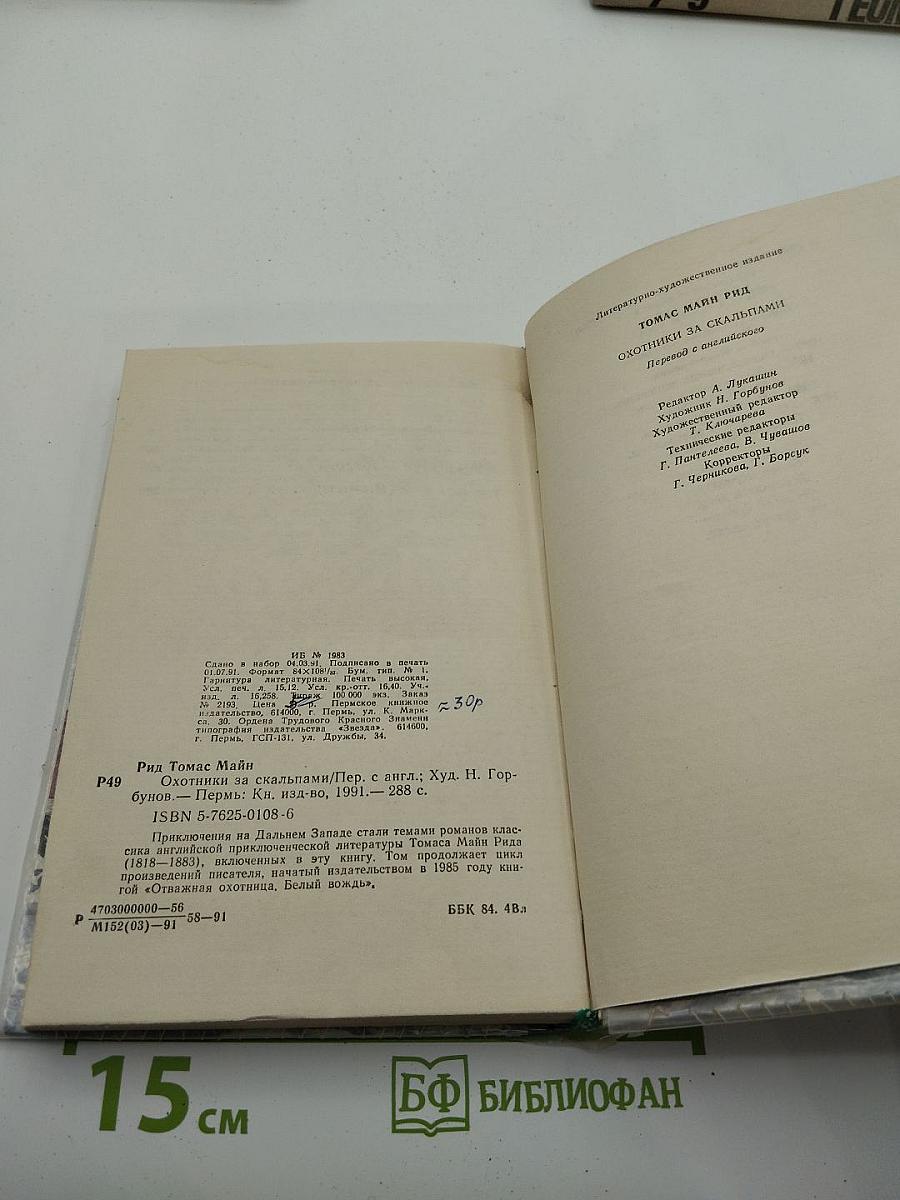 ИБ № 1983
Сдано в набор 04.03.91. Подписано в печать
01.07.91. Формат 84×108¹/₃₂. Бум. тип. № 1.
Гарнитура литературная. Печать высокая.
Усл. печ. л. 15,12. Усл. кр.-отт. 16,40. Уч.-
изд. л. 16,258. Тираж 100 000 экз. Заказ
№ 2193. Цена р. Пермское книжное
издательство, 614000, г. Пермь, ул. К. Марк-
са, 30. Ордена Трудового Красного Знамени
типография издательства «Звезда». 614600,
г. Пермь, ГСП-131, ул. Дружбы, 34.
≈30р
Рид Томас Майн
Р49 Охотники за скальпами/Пер. с англ.; Худ. Н. Гор-
бунов.— Пермь: Кн. изд-во, 1991.— 288 с.
ISBN 5-7625-0108-6
Приключения на Дальнем Западе стали темами романов клас-
сика английской приключенческой литературы Томаса Майн Рида
(1818—1883), включенных в эту книгу. Том продолжает цикл
произведений писателя, начатый издательством в 1985 году кни-
гой «Отважная охотница. Белый вождь».
Р 4703000000—56
М152(03)—91 58—91
ББК 84. 4Вл
Литературно-художественное издание
ТОМАС МАЙН РИД
ОХОТНИКИ ЗА СКАЛЬПАМИ
Перевод с английского
Редактор А. Лукашин
Художник Н. Горбунов
Художественный редактор
Т. Ключарева
Технические редакторы
Г. Пантелеева, В. Чувашов
Корректоры
Г. Черникова, Г. Борсук
15 см
БФ БИБЛИОФАН